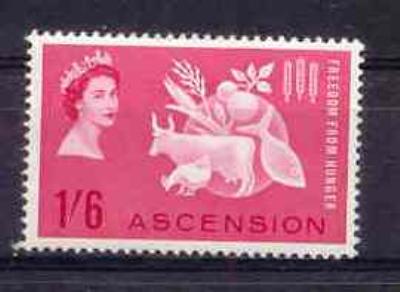 FREEDOM FROM HUNGER
1/6 ASCENSION